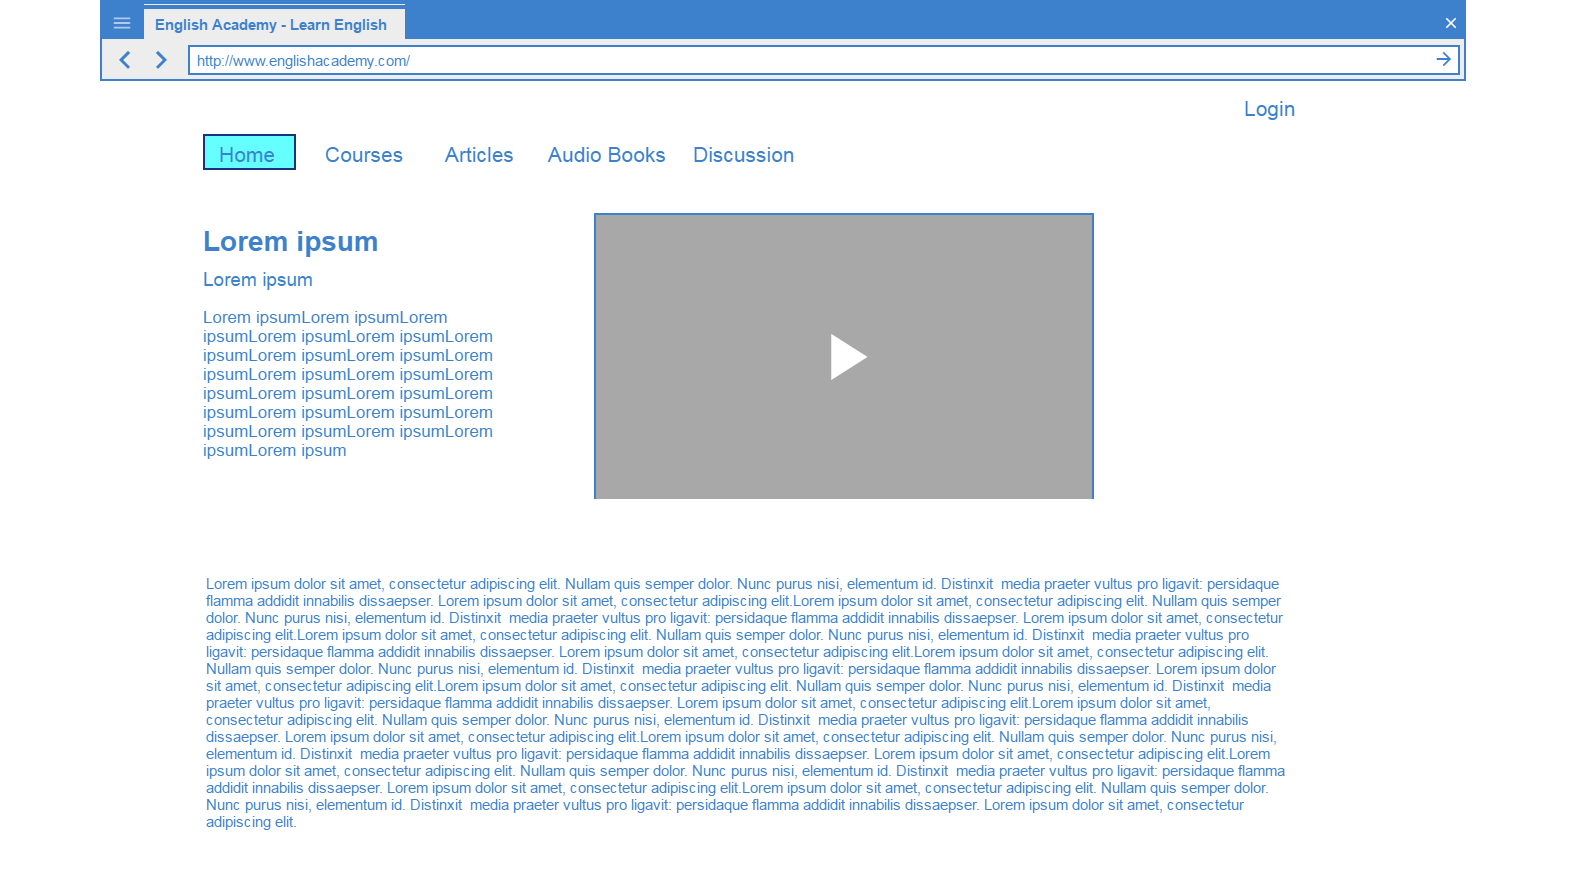 English Academy - Learn English
http://www.englishacademy.com/
Login
Home Courses Articles Audio Books Discussion
Lorem ipsum
Lorem ipsum
Lorem ipsumLorem ipsumLorem
ipsumLorem ipsumLorem ipsumLorem
ipsumLorem ipsumLorem ipsumLorem
ipsumLorem ipsumLorem ipsumLorem
ipsumLorem ipsumLorem ipsumLorem
ipsumLorem ipsumLorem ipsumLorem
ipsumLorem ipsumLorem ipsumLorem
ipsumLorem ipsum
Lorem ipsum dolor sit amet, consectetur adipiscing elit. Nullam quis semper dolor. Nunc purus nisi, elementum id. Distinxit  media praeter vultus pro ligavit: persidaque
flamma addidit innabilis dissaepser. Lorem ipsum dolor sit amet, consectetur adipiscing elit.Lorem ipsum dolor sit amet, consectetur adipiscing elit. Nullam quis semper
dolor. Nunc purus nisi, elementum id. Distinxit  media praeter vultus pro ligavit: persidaque flamma addidit innabilis dissaepser. Lorem ipsum dolor sit amet, consectetur
adipiscing elit.Lorem ipsum dolor sit amet, consectetur adipiscing elit. Nullam quis semper dolor. Nunc purus nisi, elementum id. Distinxit  media praeter vultus pro
ligavit: persidaque flamma addidit innabilis dissaepser. Lorem ipsum dolor sit amet, consectetur adipiscing elit.Lorem ipsum dolor sit amet, consectetur adipiscing elit.
Nullam quis semper dolor. Nunc purus nisi, elementum id. Distinxit  media praeter vultus pro ligavit: persidaque flamma addidit innabilis dissaepser. Lorem ipsum dolor
sit amet, consectetur adipiscing elit.Lorem ipsum dolor sit amet, consectetur adipiscing elit. Nullam quis semper dolor. Nunc purus nisi, elementum id. Distinxit  media
praeter vultus pro ligavit: persidaque flamma addidit innabilis dissaepser. Lorem ipsum dolor sit amet, consectetur adipiscing elit.Lorem ipsum dolor sit amet,
consectetur adipiscing elit. Nullam quis semper dolor. Nunc purus nisi, elementum id. Distinxit  media praeter vultus pro ligavit: persidaque flamma addidit innabilis
dissaepser. Lorem ipsum dolor sit amet, consectetur adipiscing elit.Lorem ipsum dolor sit amet, consectetur adipiscing elit. Nullam quis semper dolor. Nunc purus nisi,
elementum id. Distinxit  media praeter vultus pro ligavit: persidaque flamma addidit innabilis dissaepser. Lorem ipsum dolor sit amet, consectetur adipiscing elit.Lorem
ipsum dolor sit amet, consectetur adipiscing elit. Nullam quis semper dolor. Nunc purus nisi, elementum id. Distinxit  media praeter vultus pro ligavit: persidaque flamma
addidit innabilis dissaepser. Lorem ipsum dolor sit amet, consectetur adipiscing elit.Lorem ipsum dolor sit amet, consectetur adipiscing elit. Nullam quis semper dolor.
Nunc purus nisi, elementum id. Distinxit  media praeter vultus pro ligavit: persidaque flamma addidit innabilis dissaepser. Lorem ipsum dolor sit amet, consectetur
adipiscing elit.